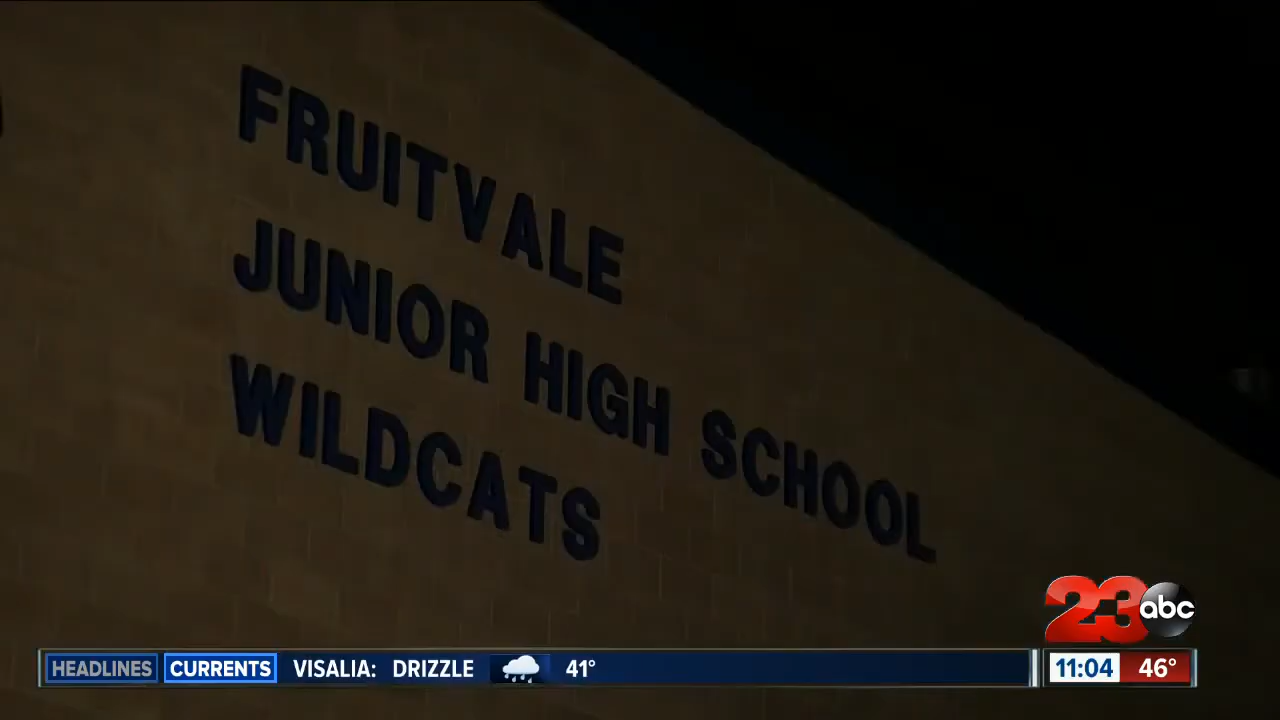 FRUITVALE
JUNIOR HIGH SCHOOL
WILDCATS
23 abc
HEADLINES CURRENTS VISALIA: DRIZZLE 41° 11:04 46°